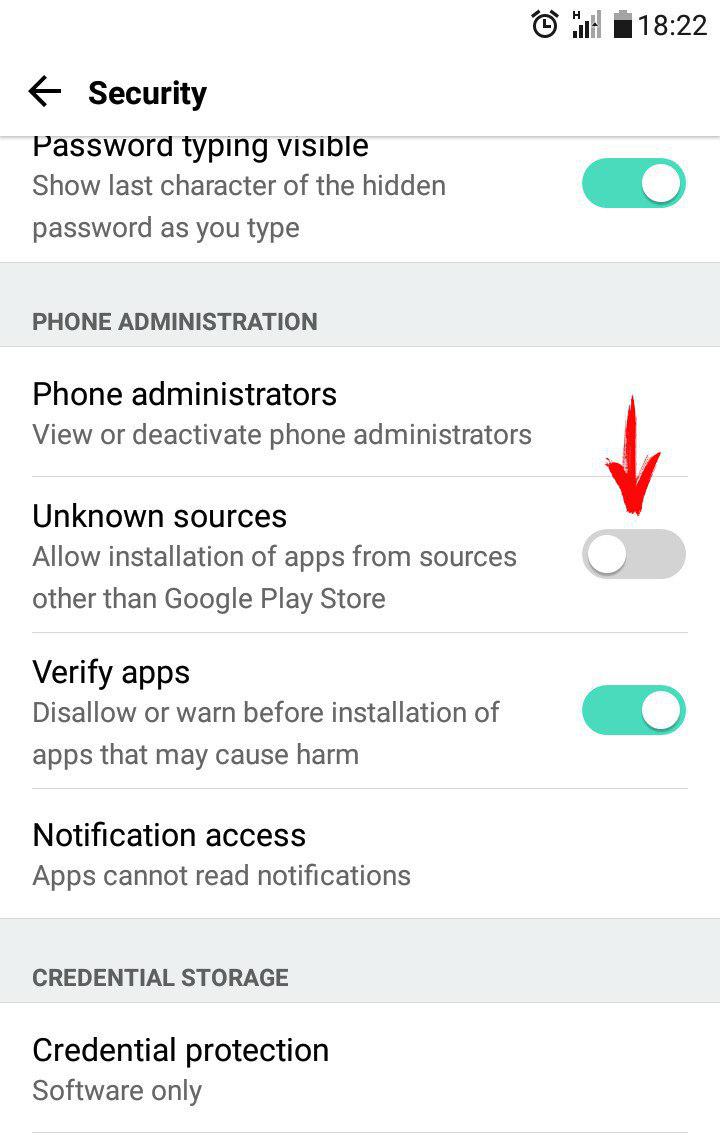 H
18:22
Security
Password typing visible
Show last character of the hidden
password as you type
PHONE ADMINISTRATION
Phone administrators
View or deactivate phone administrators
Unknown sources
Allow installation of apps from sources
other than Google Play Store
Verify apps
Disallow or warn before installation of
apps that may cause harm
Notification access
Apps cannot read notifications
CREDENTIAL STORAGE
Credential protection
Software only